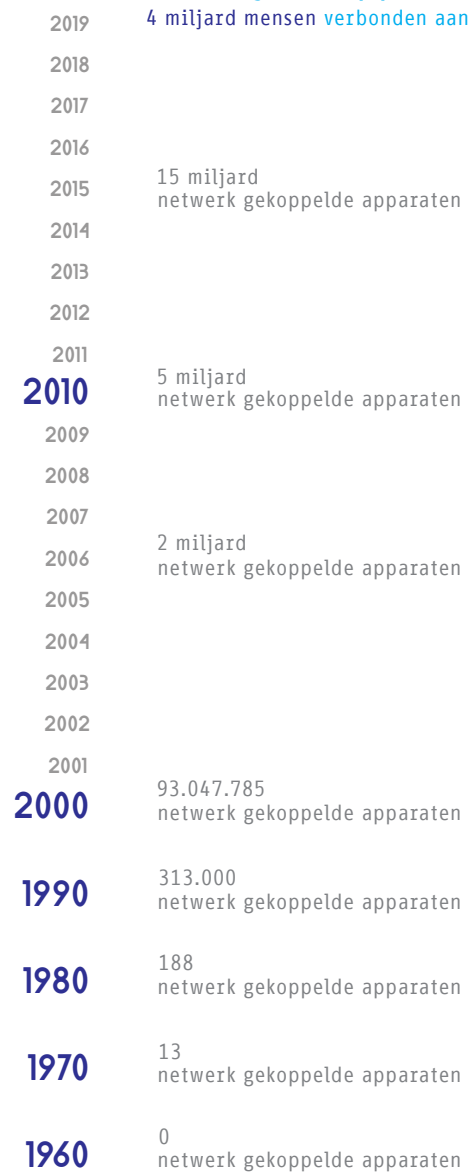 2019
4 miljard mensen verbonden aan
2018
2017
2016
2015
15 miljard
netwerk gekoppelde apparaten
2014
2013
2012
2011
2010
5 miljard
netwerk gekoppelde apparaten
2009
2008
2007
2006
2 miljard
netwerk gekoppelde apparaten
2005
2004
2003
2002
2001
2000
93.047.785
netwerk gekoppelde apparaten
1990
313.000
netwerk gekoppelde apparaten
1980
188
netwerk gekoppelde apparaten
1970
13
netwerk gekoppelde apparaten
1960
0
netwerk gekoppelde apparaten